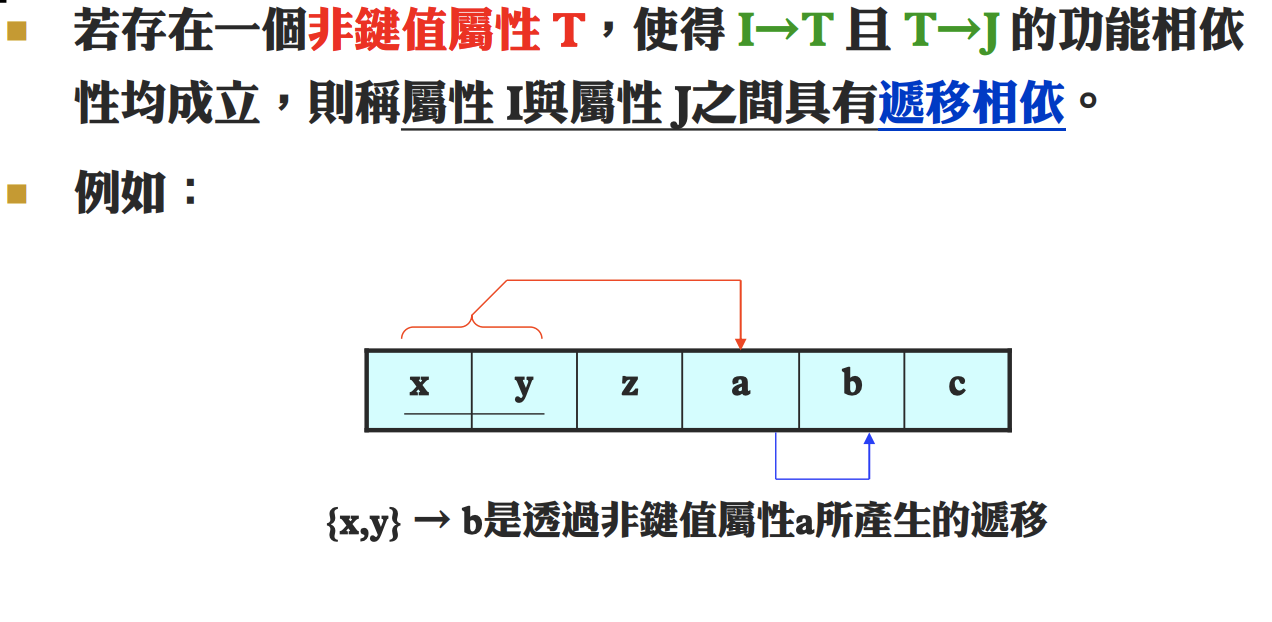 若存在一個非鍵值屬性 T，使得 I→T 且 T→J 的功能相依
性均成立，則稱屬性 I與屬性 J之間具有遞移相依。
例如：
x y z a b c
{x,y} → b是透過非鍵值屬性a所產生的遞移